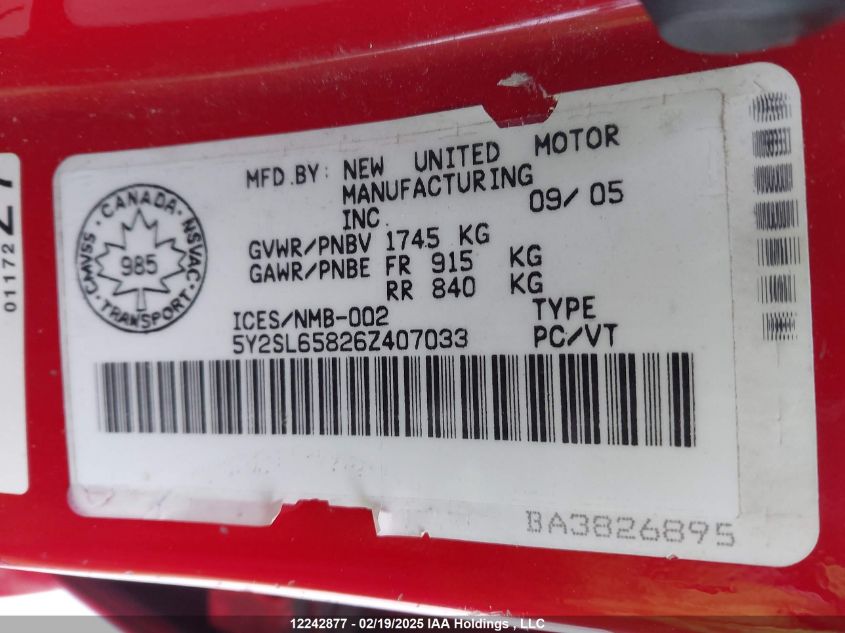 MFD.BY: NEW UNITED MOTOR
MANUFACTURING
INC. 09/05
GVWR/PNBV 1745 KG
GAWR/PNBE FR 915 KG
RR 840 KG
ICES/NMB-002 TYPE
5Y2SL65826Z407033 PC/VT
CANADA
CMVSS NSVAC
985
TRANSPORT
BA3826895
01172
12242877 - 02/19/2025 IAA Holdings , LLC